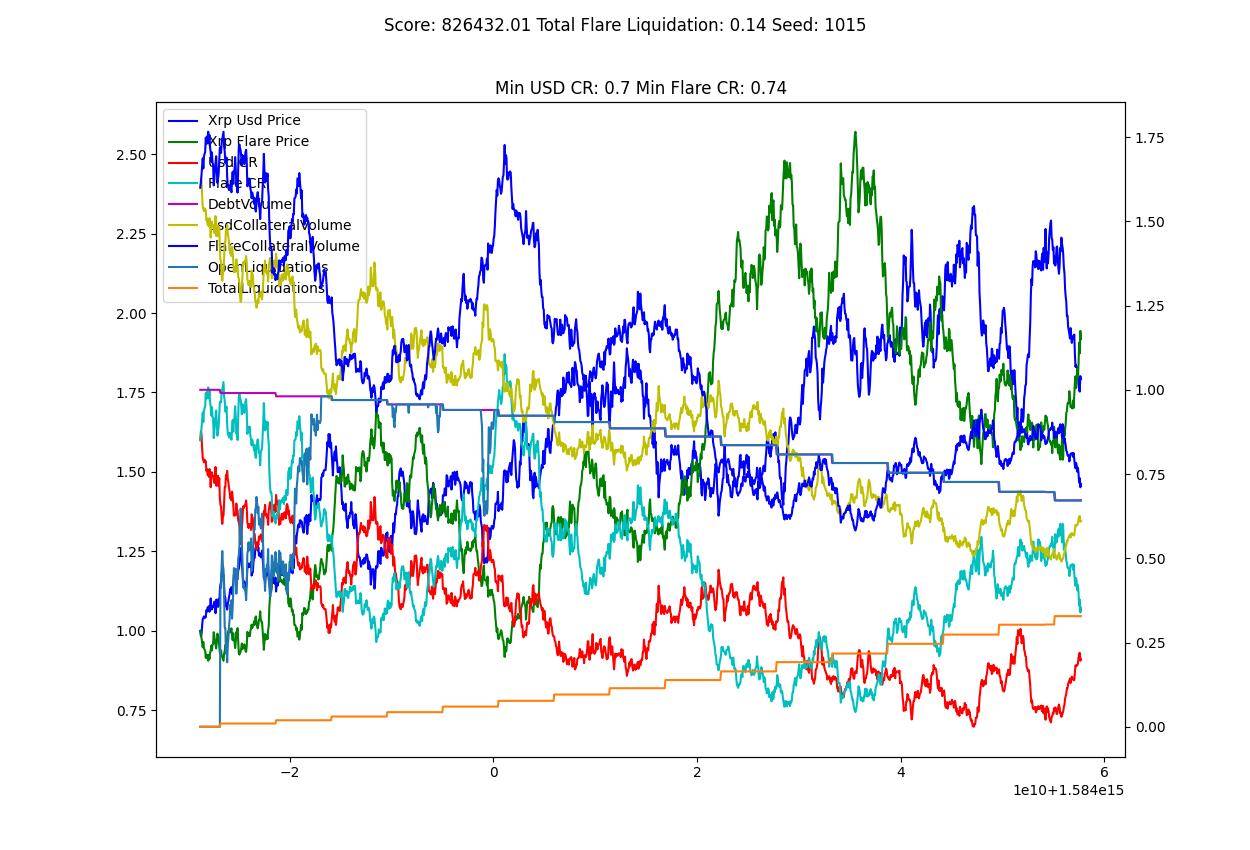 Score: 826432.01 Total Flare Liquidation: 0.14 Seed: 1015
Min USD CR: 0.7 Min Flare CR: 0.74
Xrp Usd Price
Xrp Flare Price
Usd CR
Flare CR
DebtVolume
UsdCollateralVolume
FlareCollateralVolume
OpenLiquidations
TotalLiquidations
2.50
2.25
2.00
1.75
1.50
1.25
1.00
0.75
1.75
1.50
1.25
1.00
0.75
0.50
0.25
0.00
−2 0 2 4 6
1e10+1.584e15